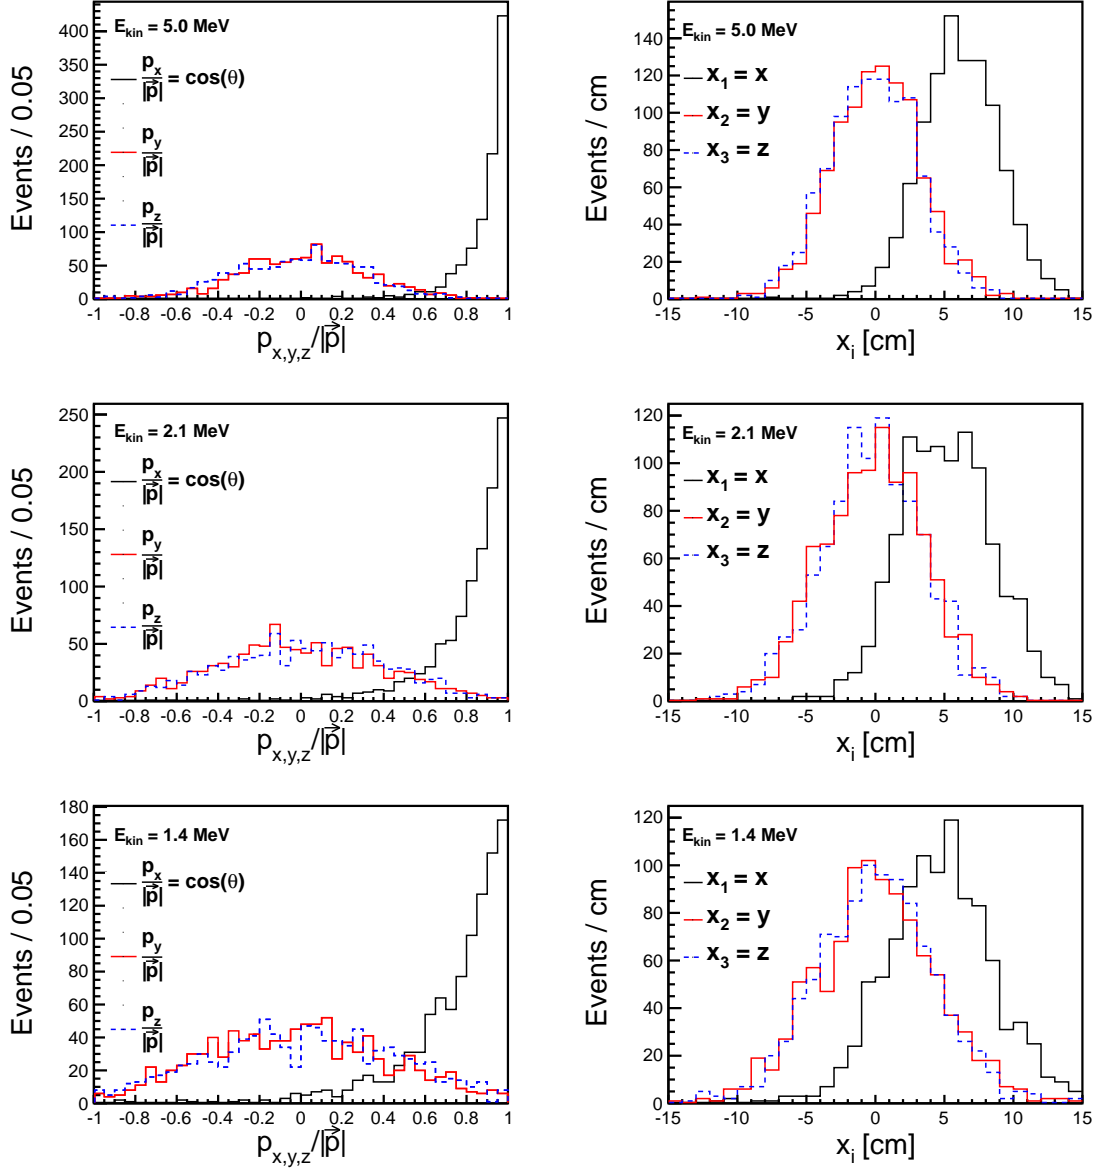 Events / 0.05
400
350
300
250
200
150
100
50
0
E_kin = 5.0 MeV
p_x/|p⃗| = cos(θ)
p_y/|p⃗|
p_z/|p⃗|
-1 -0.8 -0.6 -0.4 -0.2 0 0.2 0.4 0.6 0.8 1
p_x,y,z/|p⃗|
Events / cm
140
120
100
80
60
40
20
0
E_kin = 5.0 MeV
x_1 = x
x_2 = y
x_3 = z
-15 -10 -5 0 5 10 15
x_i [cm]
Events / 0.05
250
200
150
100
50
0
E_kin = 2.1 MeV
p_x/|p⃗| = cos(θ)
p_y/|p⃗|
p_z/|p⃗|
-1 -0.8 -0.6 -0.4 -0.2 0 0.2 0.4 0.6 0.8 1
p_x,y,z/|p⃗|
Events / cm
120
100
80
60
40
20
0
E_kin = 2.1 MeV
x_1 = x
x_2 = y
x_3 = z
-15 -10 -5 0 5 10 15
x_i [cm]
Events / 0.05
180
160
140
120
100
80
60
40
20
0
E_kin = 1.4 MeV
p_x/|p⃗| = cos(θ)
p_y/|p⃗|
p_z/|p⃗|
-1 -0.8 -0.6 -0.4 -0.2 0 0.2 0.4 0.6 0.8 1
p_x,y,z/|p⃗|
Events / cm
120
100
80
60
40
20
0
E_kin = 1.4 MeV
x_1 = x
x_2 = y
x_3 = z
-15 -10 -5 0 5 10 15
x_i [cm]